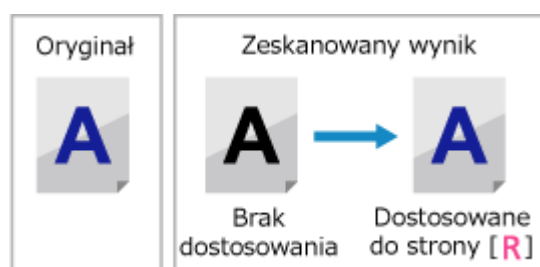 Oryginał
Zeskanowany wynik
A
A
A
Brak
dostosowania
Dostosowane
do strony [R]